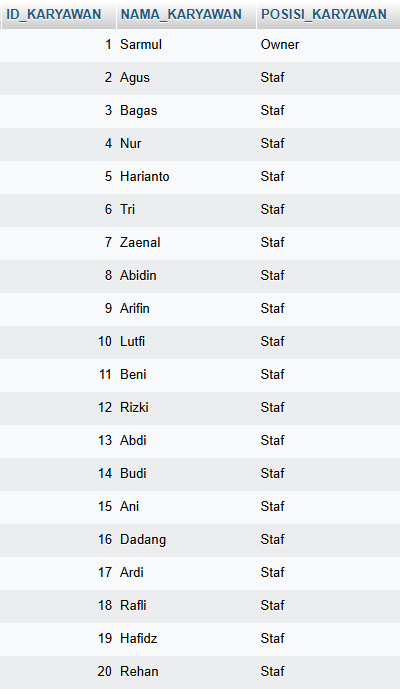 ID_KARYAWAN NAMA_KARYAWAN POSISI_KARYAWAN
1 Sarmul Owner
2 Agus Staf
3 Bagas Staf
4 Nur Staf
5 Harianto Staf
6 Tri Staf
7 Zaenal Staf
8 Abidin Staf
9 Arifin Staf
10 Lutfi Staf
11 Beni Staf
12 Rizki Staf
13 Abdi Staf
14 Budi Staf
15 Ani Staf
16 Dadang Staf
17 Ardi Staf
18 Rafli Staf
19 Hafidz Staf
20 Rehan Staf